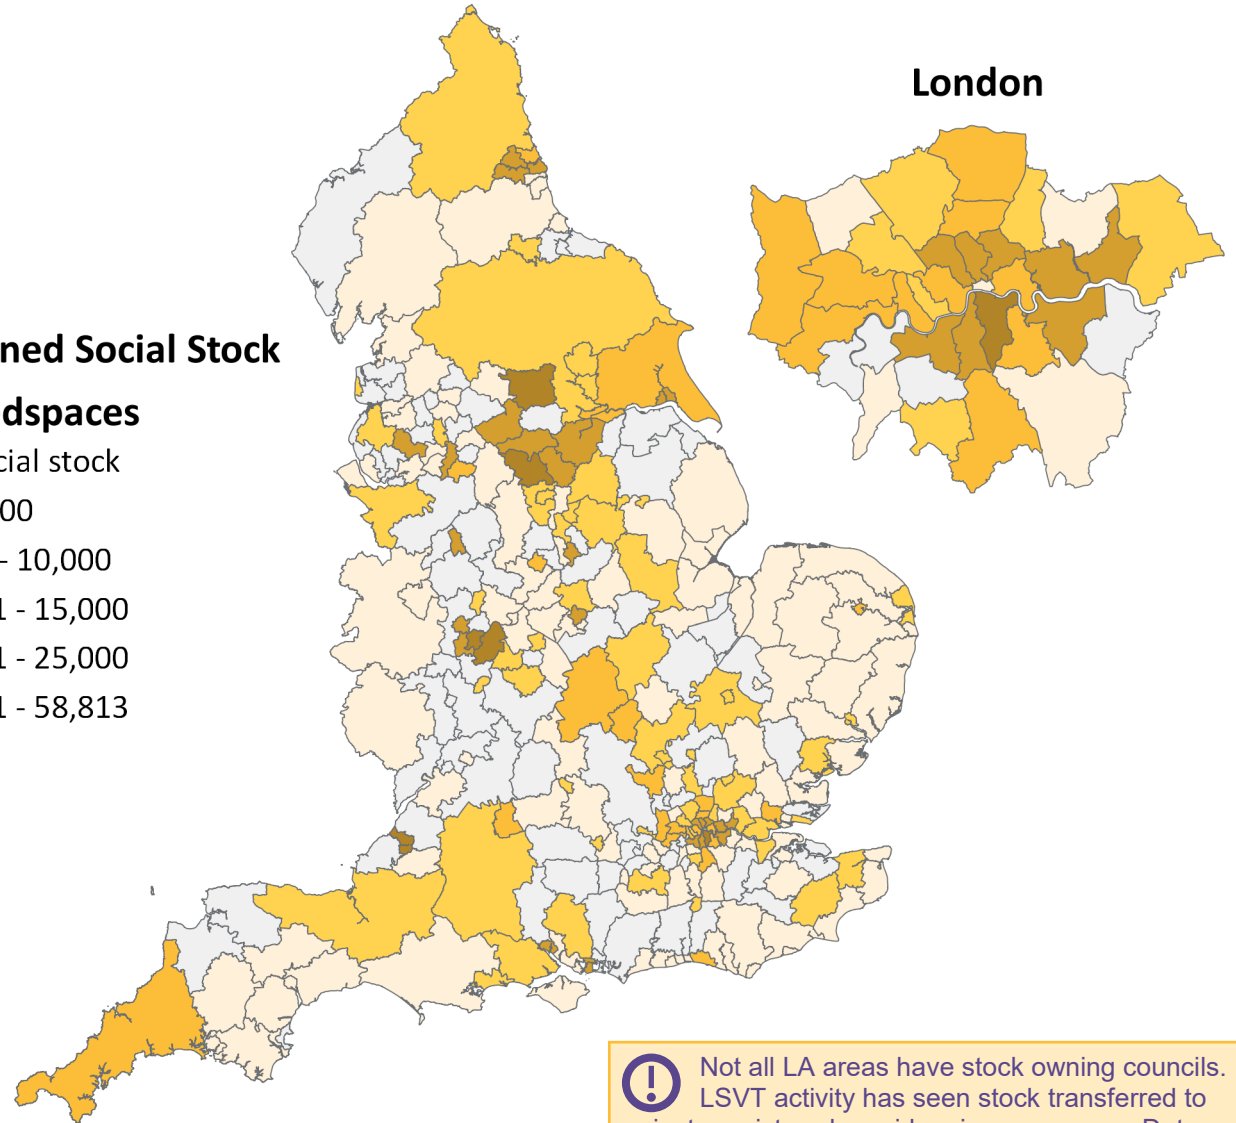 London
ned Social Stock
dspaces
cial stock
00
- 10,000
1 - 15,000
1 - 25,000
1 - 58,813
Not all LA areas have stock owning councils.
LSVT activity has seen stock transferred to